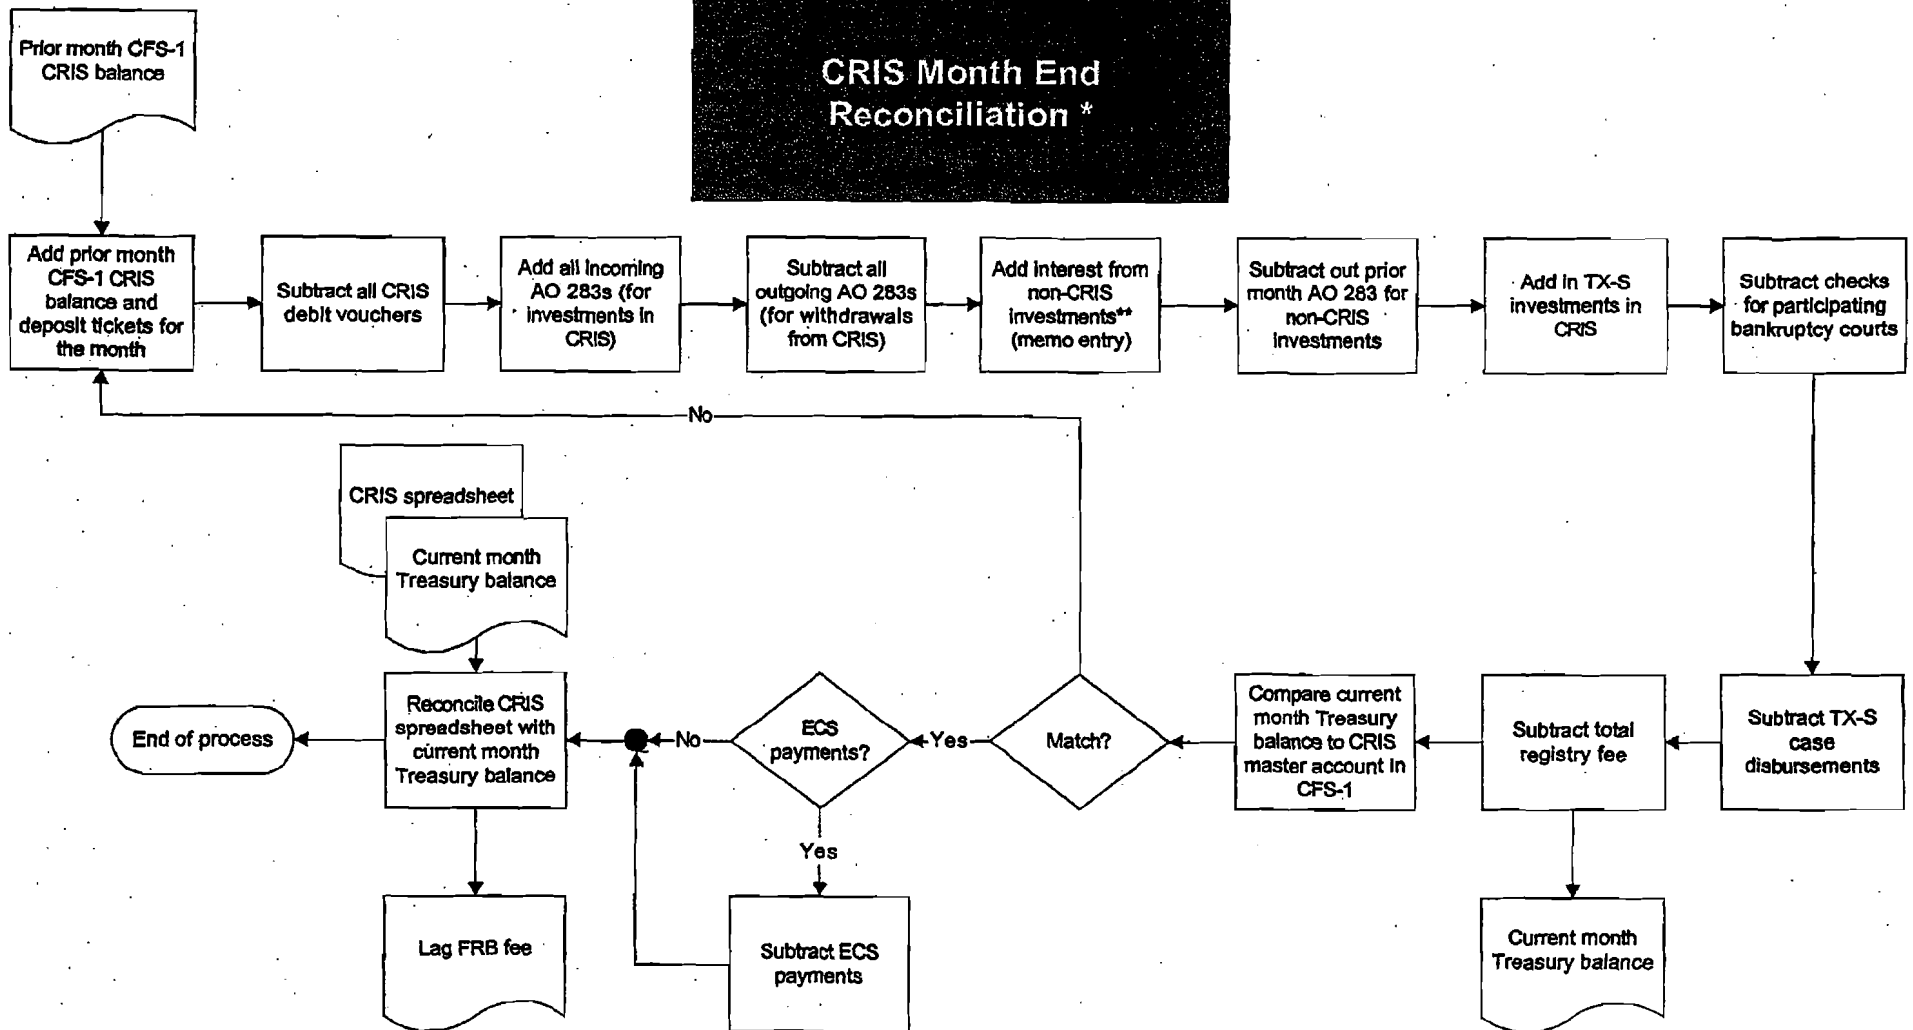 Prior month CFS-1
CRIS balance
CRIS Month End
Reconciliation *
Add prior month
CFS-1 CRIS
balance and
deposit tickets for
the month
Subtract all CRIS
debit vouchers
Add all incoming
AO 283s (for
investments in
CRIS)
Subtract all
outgoing AO 283s
(for withdrawals
from CRIS)
Add interest from
non-CRIS
investments**
(memo entry)
Subtract out prior
month AO 283 for
non-CRIS
investments
Add in TX-S
investments in
CRIS
Subtract checks
for participating
bankruptcy courts
No
CRIS spreadsheet
Current month
Treasury balance
End of process
Reconcile CRIS
spreadsheet with
current month
Treasury balance
No
ECS
payments?
Yes
Match?
Compare current
month Treasury
balance to CRIS
master account in
CFS-1
Subtract total
registry fee
Subtract TX-S
case
disbursements
Yes
Lag FRB fee
Subtract ECS
payments
Current month
Treasury balance